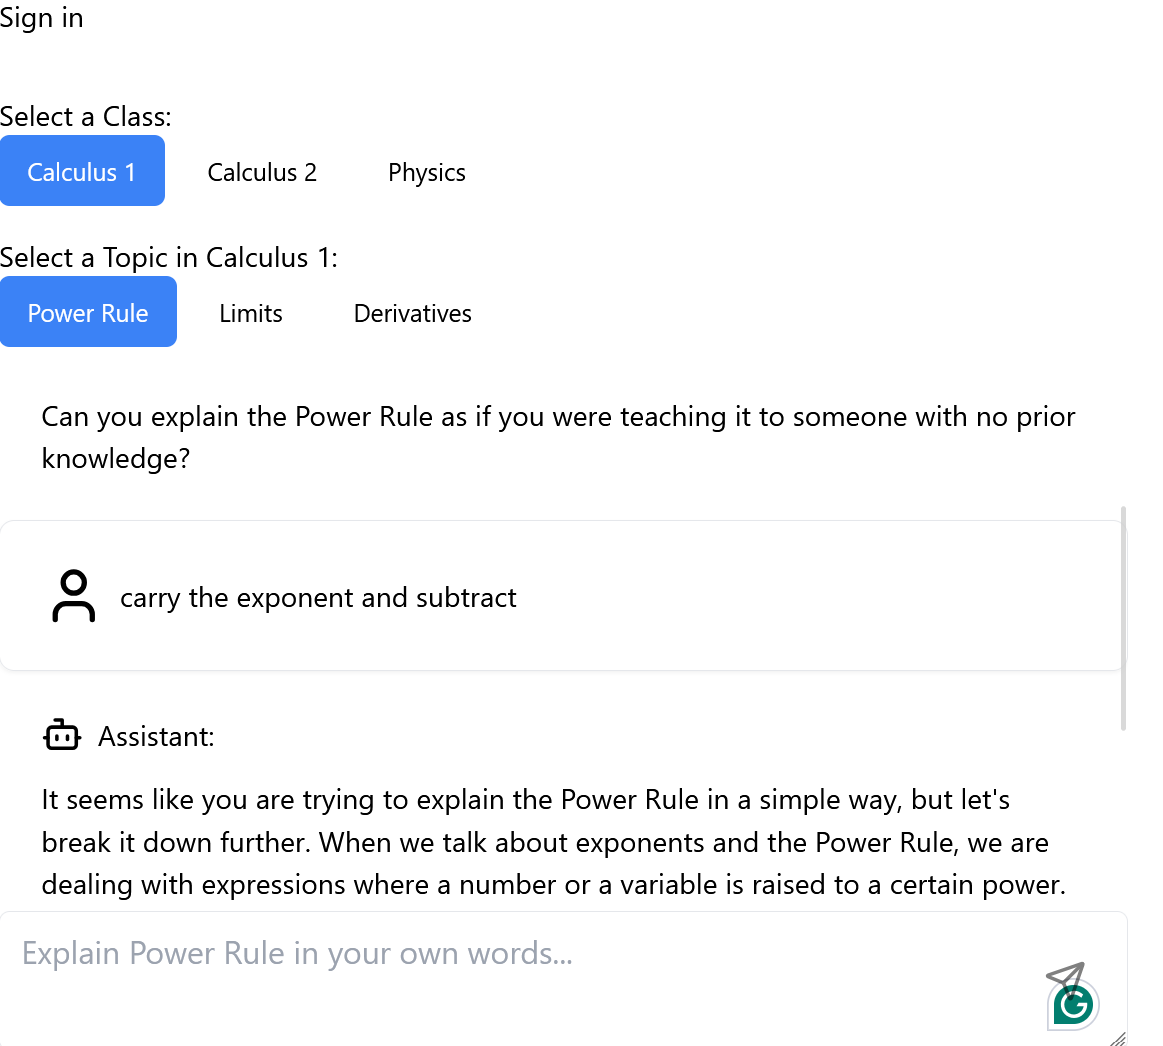 Sign in
Select a Class:
Calculus 1 Calculus 2 Physics
Select a Topic in Calculus 1:
Power Rule Limits Derivatives
Can you explain the Power Rule as if you were teaching it to someone with no prior
knowledge?
carry the exponent and subtract
Assistant:
It seems like you are trying to explain the Power Rule in a simple way, but let's
break it down further. When we talk about exponents and the Power Rule, we are
dealing with expressions where a number or a variable is raised to a certain power.
Explain Power Rule in your own words...
G